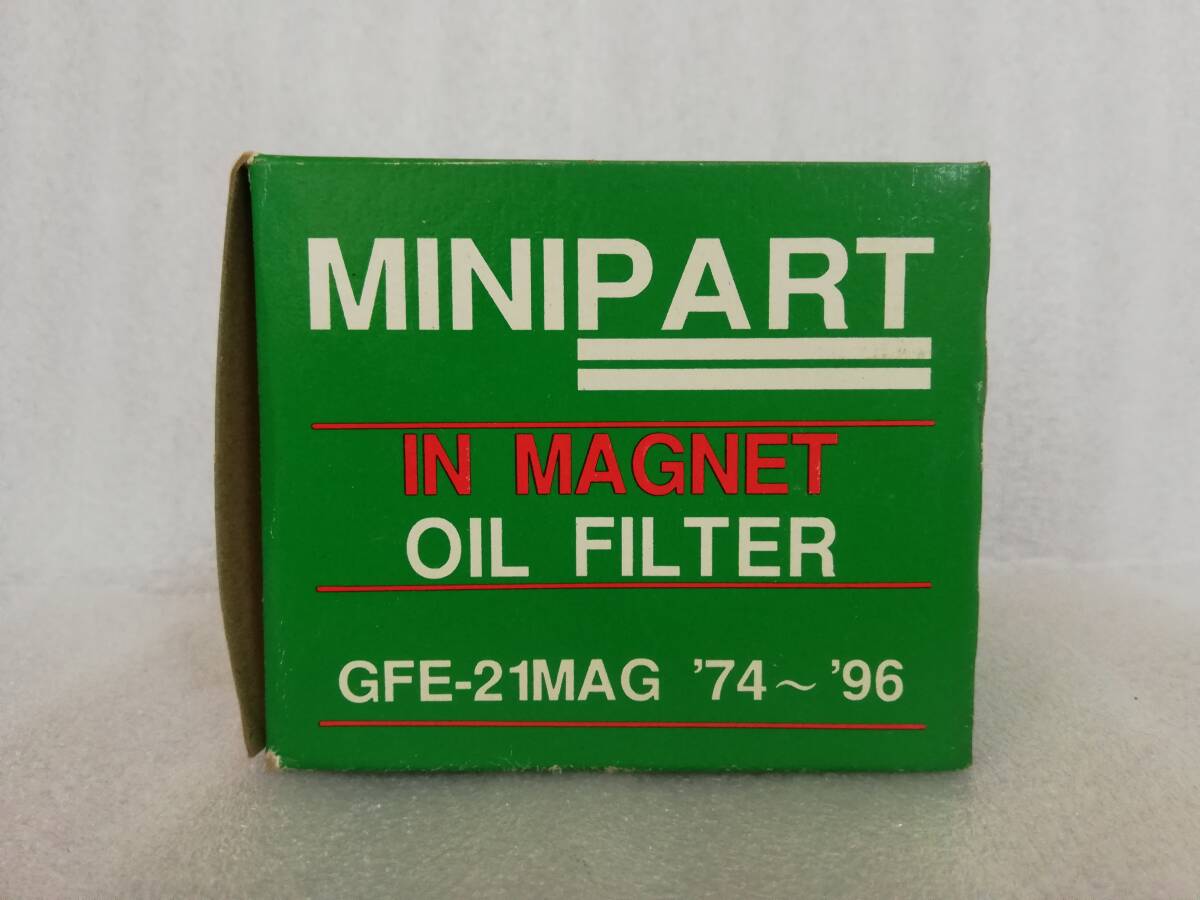 MINIPART
IN MAGNET
OIL FILTER
GFE-21MAG '74~'96